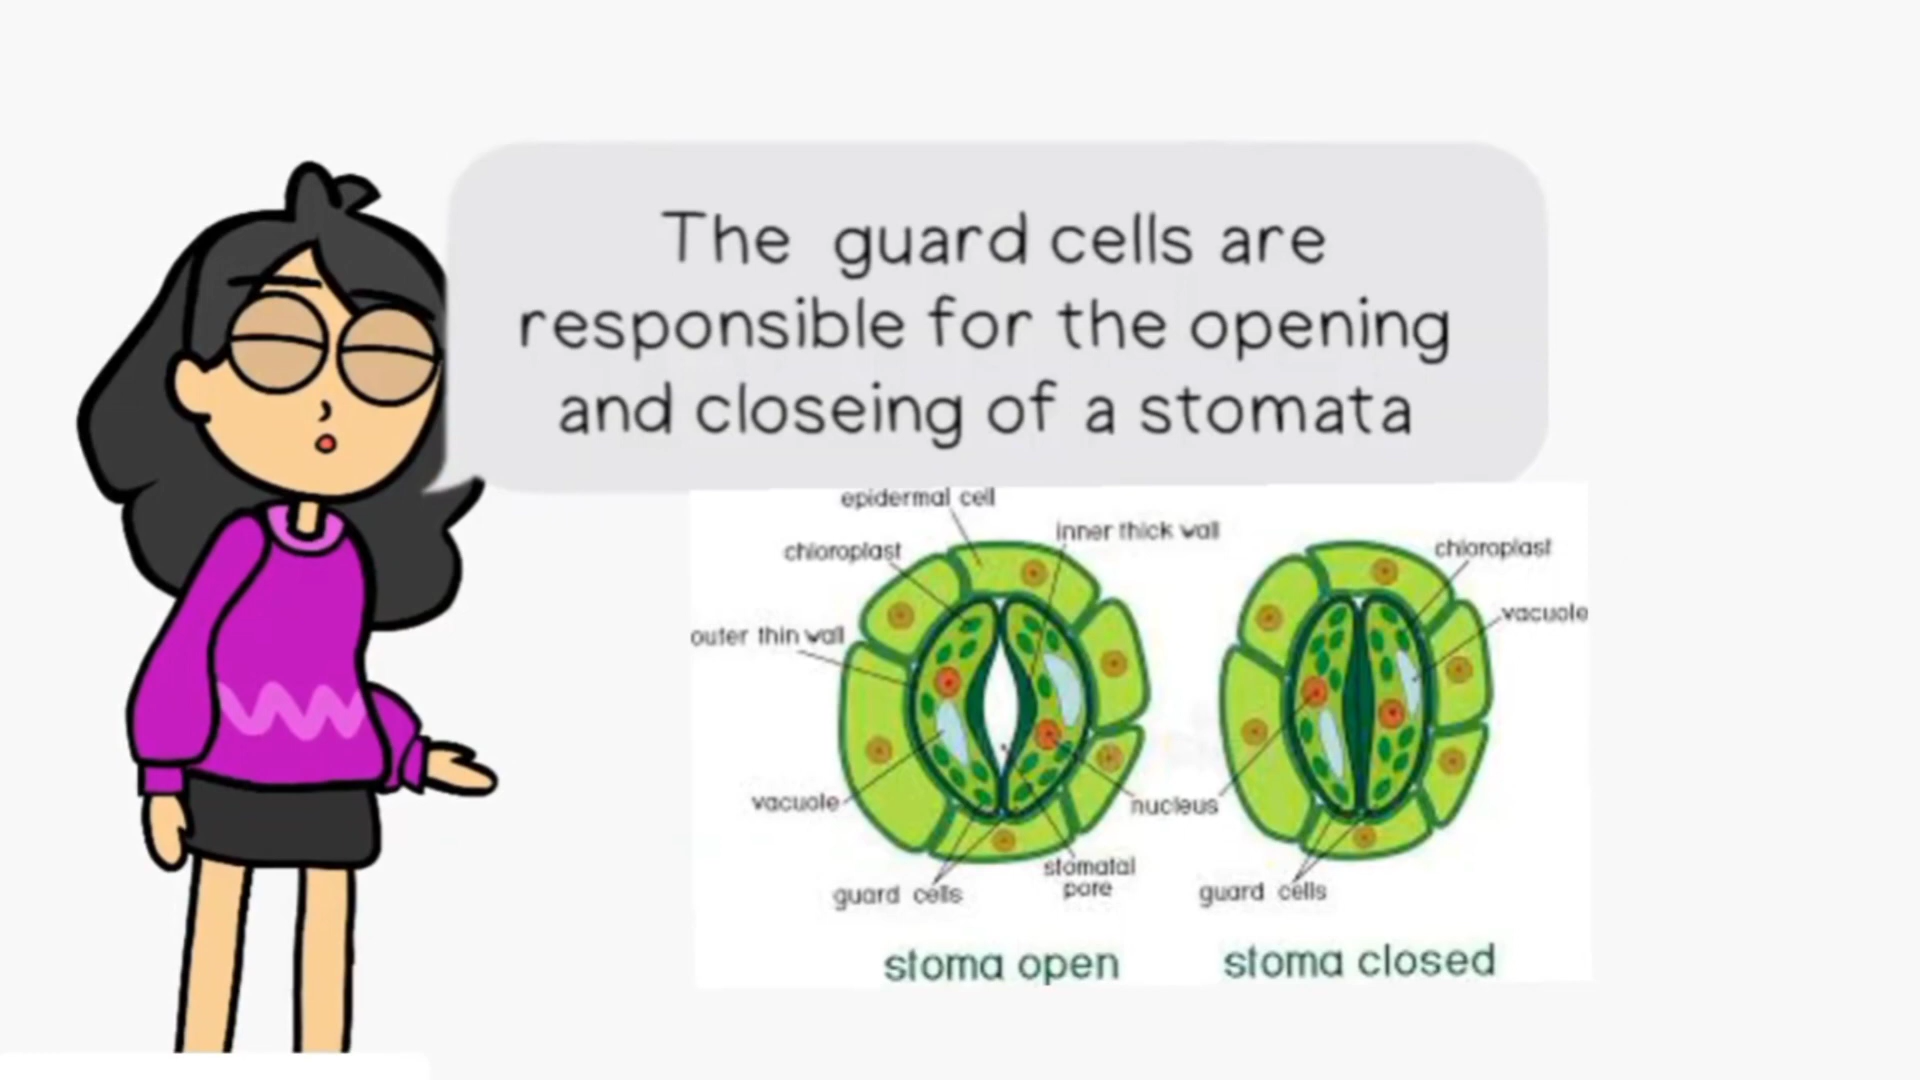 The guard cells are
responsible for the opening
and closeing of a stomata
epidermal cell
inner thick wall
chloroplast
outer thin wall
vacuole
guard cells
stomatal
pore
nucleus
chloroplast
vacuole
guard cells
stoma open
stoma closed